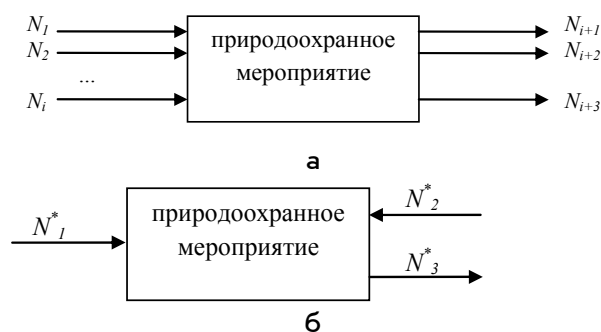 N₁ природоохранное Nᵢ₊₁
N₂ мероприятие Nᵢ₊₂
...
Nᵢ Nᵢ₊₃
а
N*₁ природоохранное N*₂
мероприятие N*₃
б